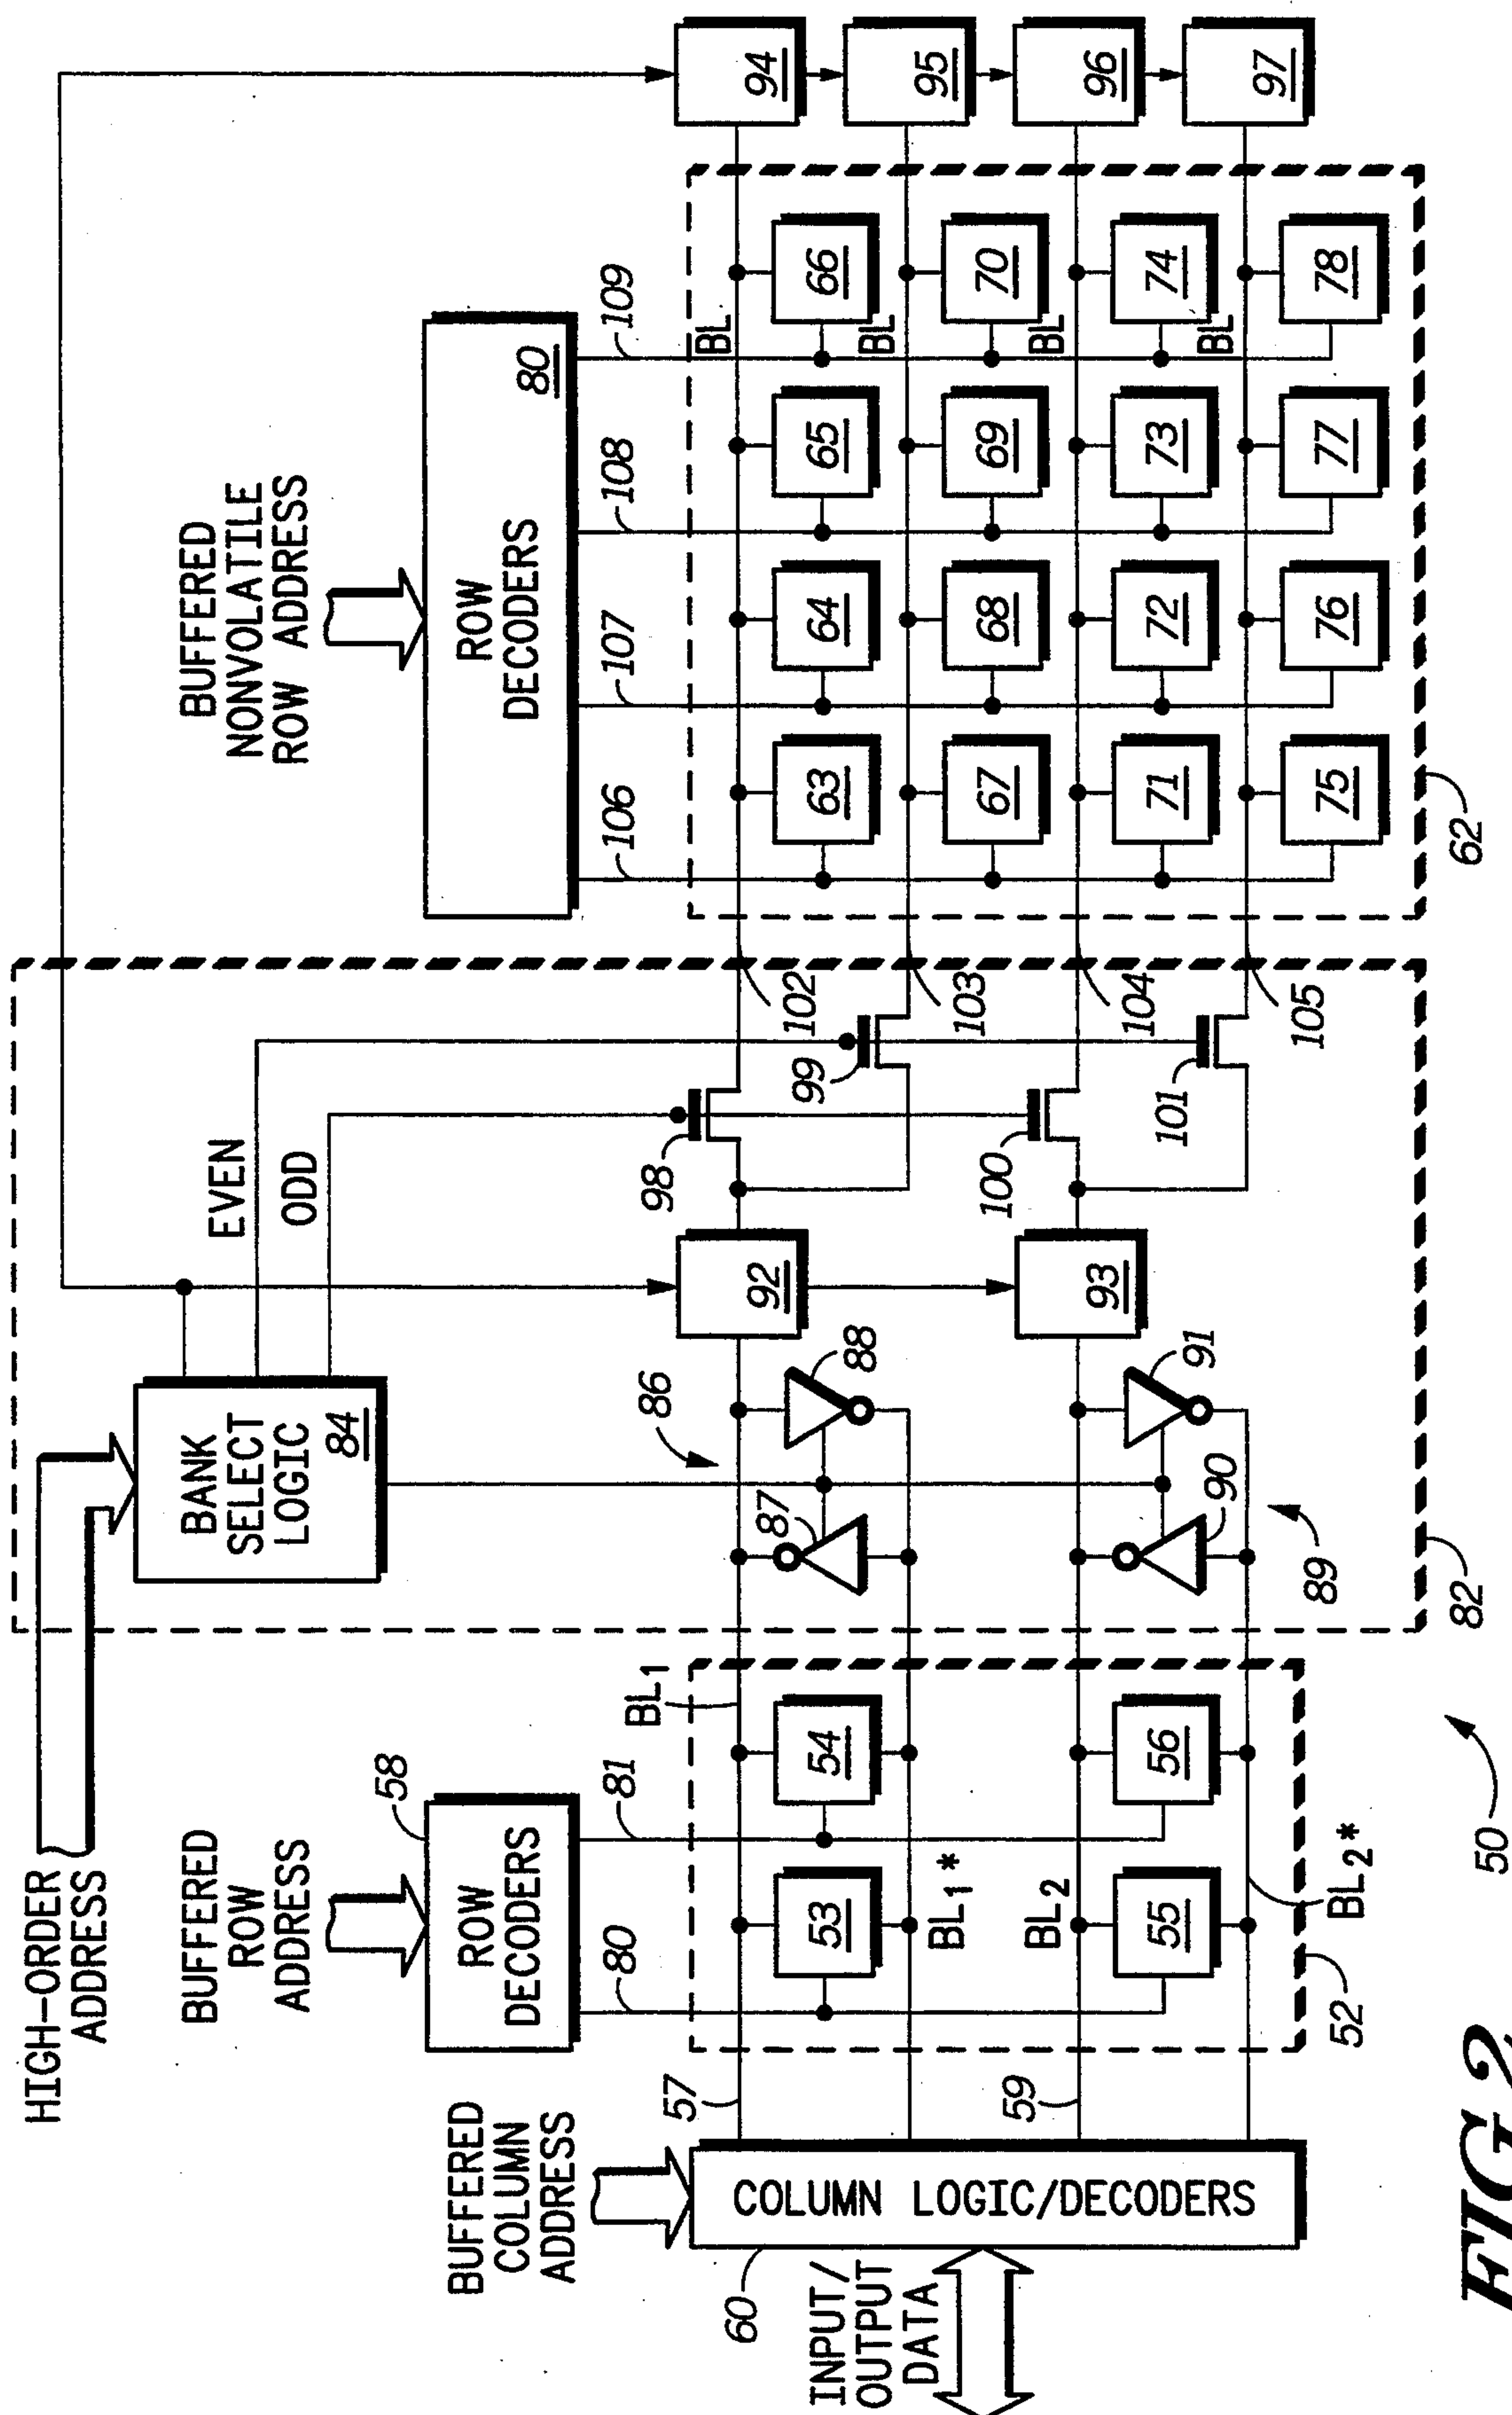 HIGH-ORDER
ADDRESS
BUFFERED
ROW
ADDRESS
BUFFERED
NONVOLATILE
ROW ADDRESS
BANK
SELECT
LOGIC
84
EVEN
ODD
58
ROW
DECODERS
ROW
DECODERS
80
BUFFERED
COLUMN
ADDRESS
80
81
106
107
108
109
57
BL1
86
92
98
102
BL
94
53
54
87
88
63
64
65
66
BL1*
99
103
BL
95
67
68
69
70
59
BL2
93
100
104
BL
96
55
56
90
91
71
72
73
74
BL2*
89
101
105
BL
97
75
76
77
78
60
COLUMN LOGIC/DECODERS
INPUT/
OUTPUT
DATA
52
82
62
50
FIG. 2